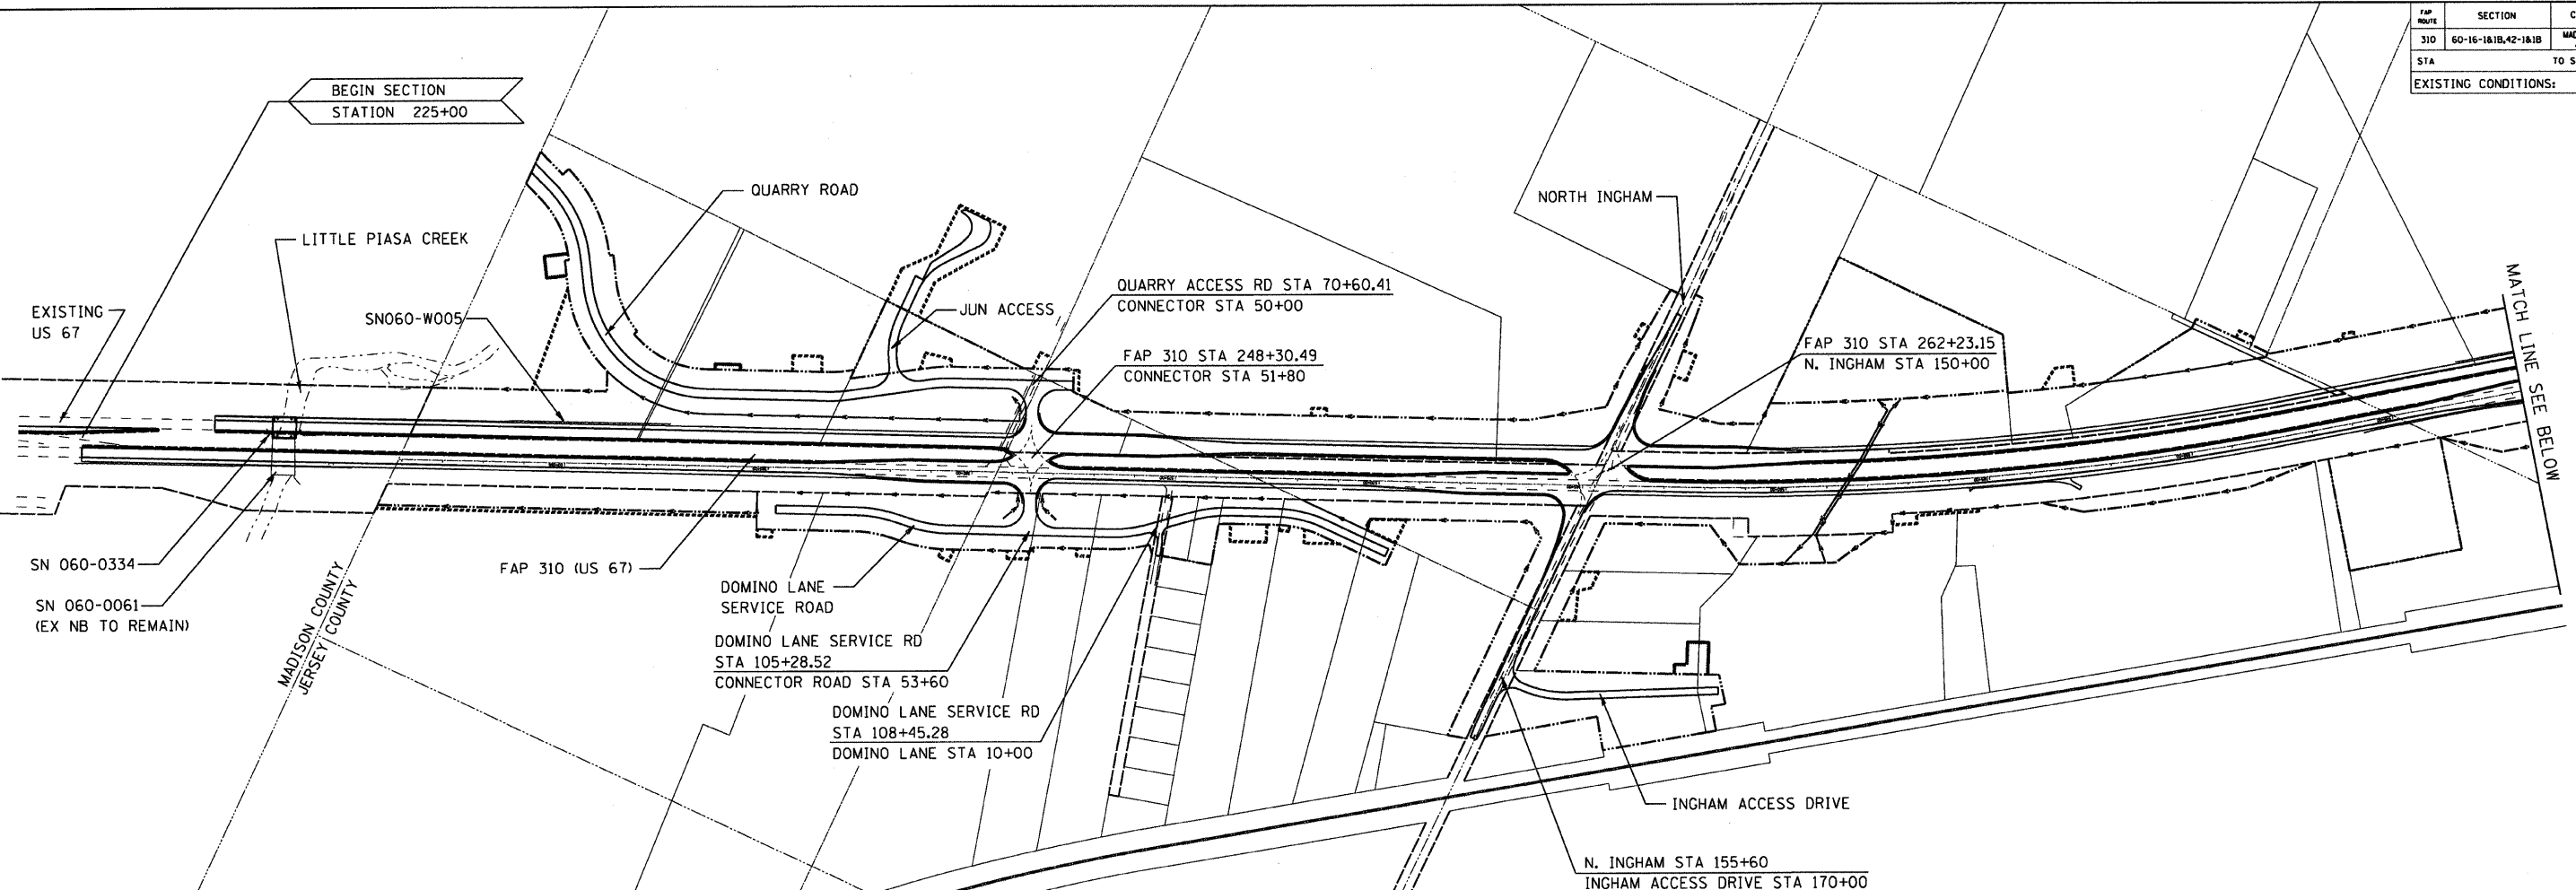 FAP ROUTE
SECTION
C
310
60-16-1&1B,42-1&1B
STA
TO S
EXISTING CONDITIONS:
BEGIN SECTION
STATION 225+00
QUARRY ROAD
NORTH INGHAM
LITTLE PIASA CREEK
EXISTING
US 67
SN060-W005
JUN ACCESS
QUARRY ACCESS RD STA 70+60.41
CONNECTOR STA 50+00
FAP 310 STA 248+30.49
CONNECTOR STA 51+80
FAP 310 STA 262+23.15
N. INGHAM STA 150+00
MATCH LINE SEE BELOW
SN 060-0334
SN 060-0061
(EX NB TO REMAIN)
MADISON COUNTY
JERSEY COUNTY
FAP 310 (US 67)
DOMINO LANE
SERVICE ROAD
DOMINO LANE SERVICE RD
STA 105+28.52
CONNECTOR ROAD STA 53+60
DOMINO LANE SERVICE RD
STA 108+45.28
DOMINO LANE STA 10+00
INGHAM ACCESS DRIVE
N. INGHAM STA 155+60
INGHAM ACCESS DRIVE STA 170+00